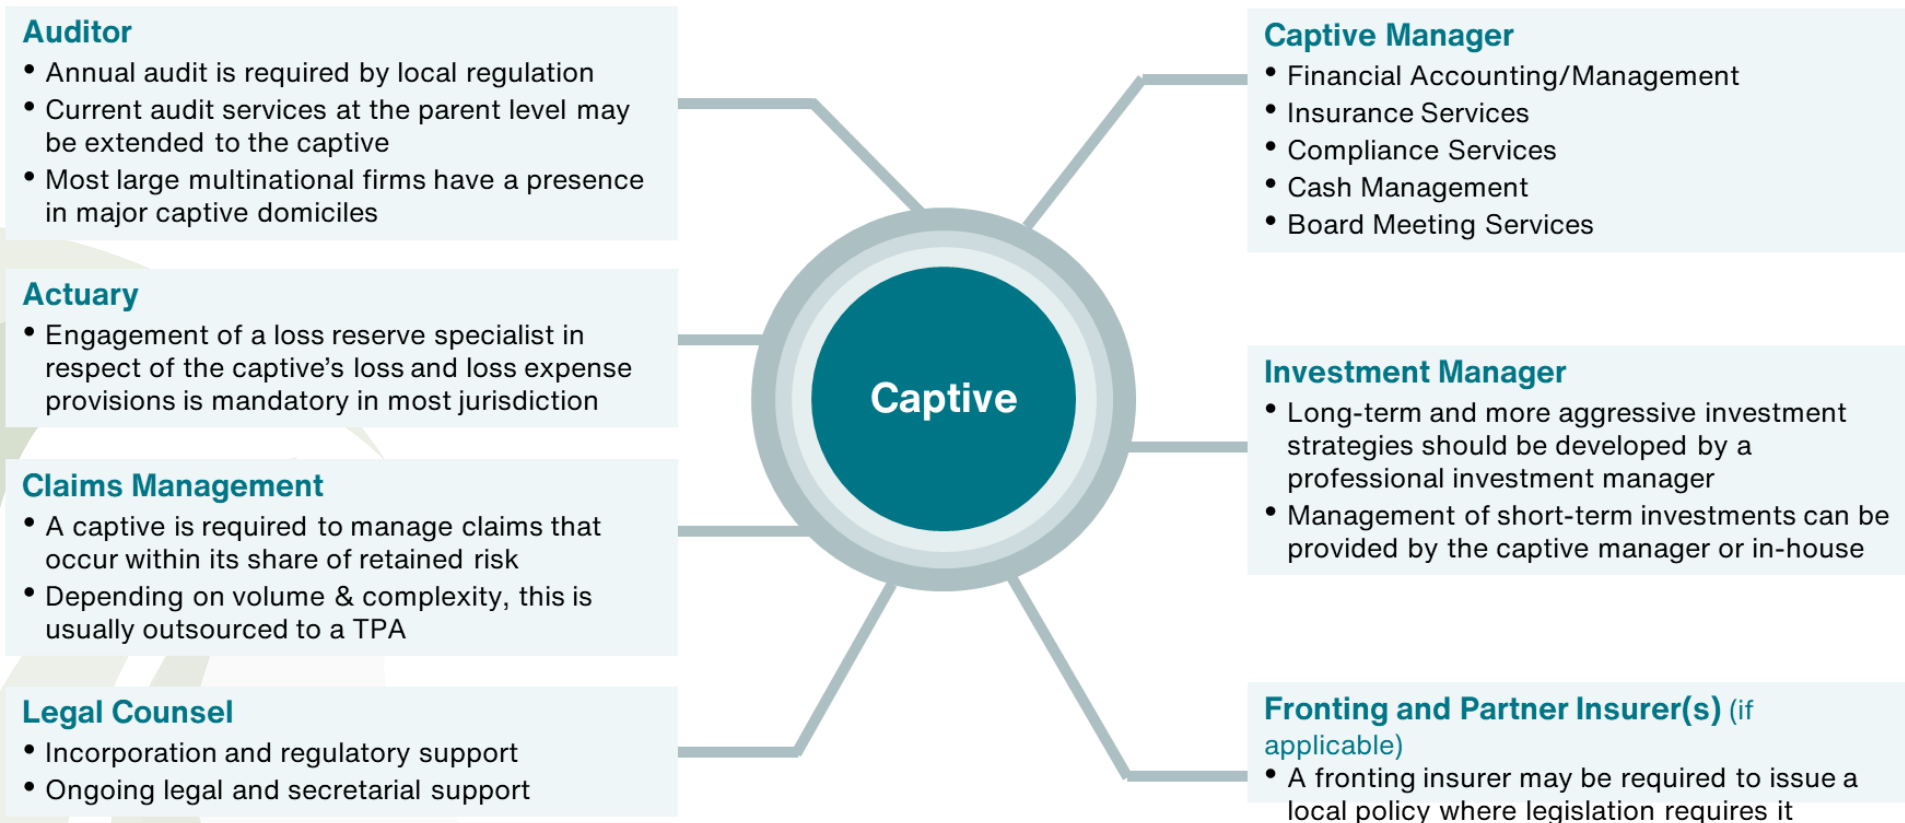 Auditor
• Annual audit is required by local regulation
• Current audit services at the parent level may
be extended to the captive
• Most large multinational firms have a presence
in major captive domiciles
Actuary
• Engagement of a loss reserve specialist in
respect of the captive’s loss and loss expense
provisions is mandatory in most jurisdiction
Claims Management
• A captive is required to manage claims that
occur within its share of retained risk
• Depending on volume & complexity, this is
usually outsourced to a TPA
Legal Counsel
• Incorporation and regulatory support
• Ongoing legal and secretarial support
Captive
Captive Manager
• Financial Accounting/Management
• Insurance Services
• Compliance Services
• Cash Management
• Board Meeting Services
Investment Manager
• Long-term and more aggressive investment
strategies should be developed by a
professional investment manager
• Management of short-term investments can be
provided by the captive manager or in-house
Fronting and Partner Insurer(s) (if
applicable)
• A fronting insurer may be required to issue a
local policy where legislation requires it